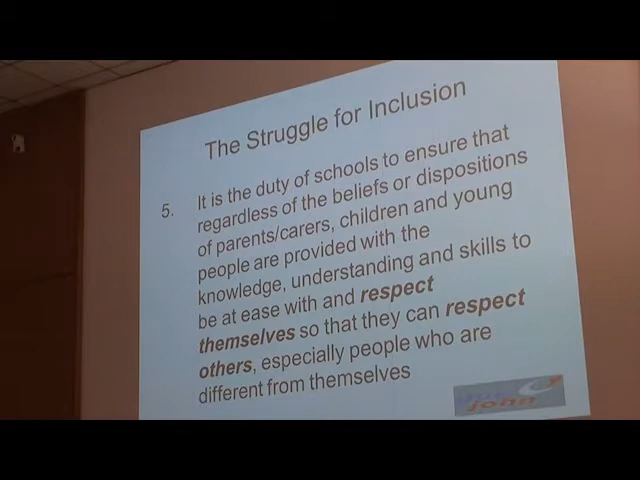 The Struggle for Inclusion
5. It is the duty of schools to ensure that
regardless of the beliefs or dispositions
of parents/carers, children and young
people are provided with the
knowledge, understanding and skills to
be at ease with and respect
themselves so that they can respect
others, especially people who are
different from themselves
john